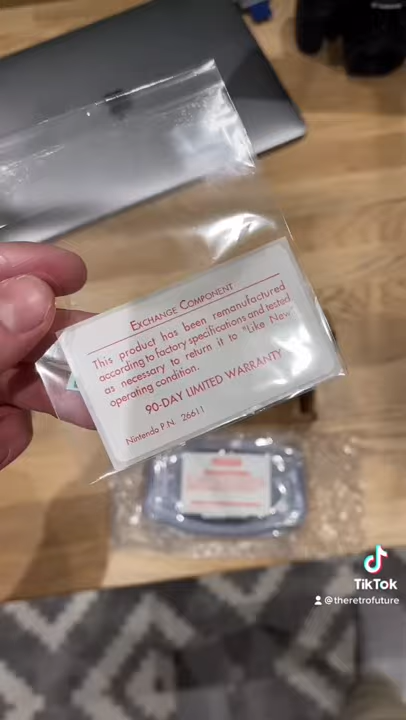 EXCHANGE COMPONENT
This product has been remanufactured
according to factory specifications and tested
as necessary to return it to "Like New"
operating condition.
90-DAY LIMITED WARRANTY
Nintendo P.N. 26611
TikTok
@theretrofuture